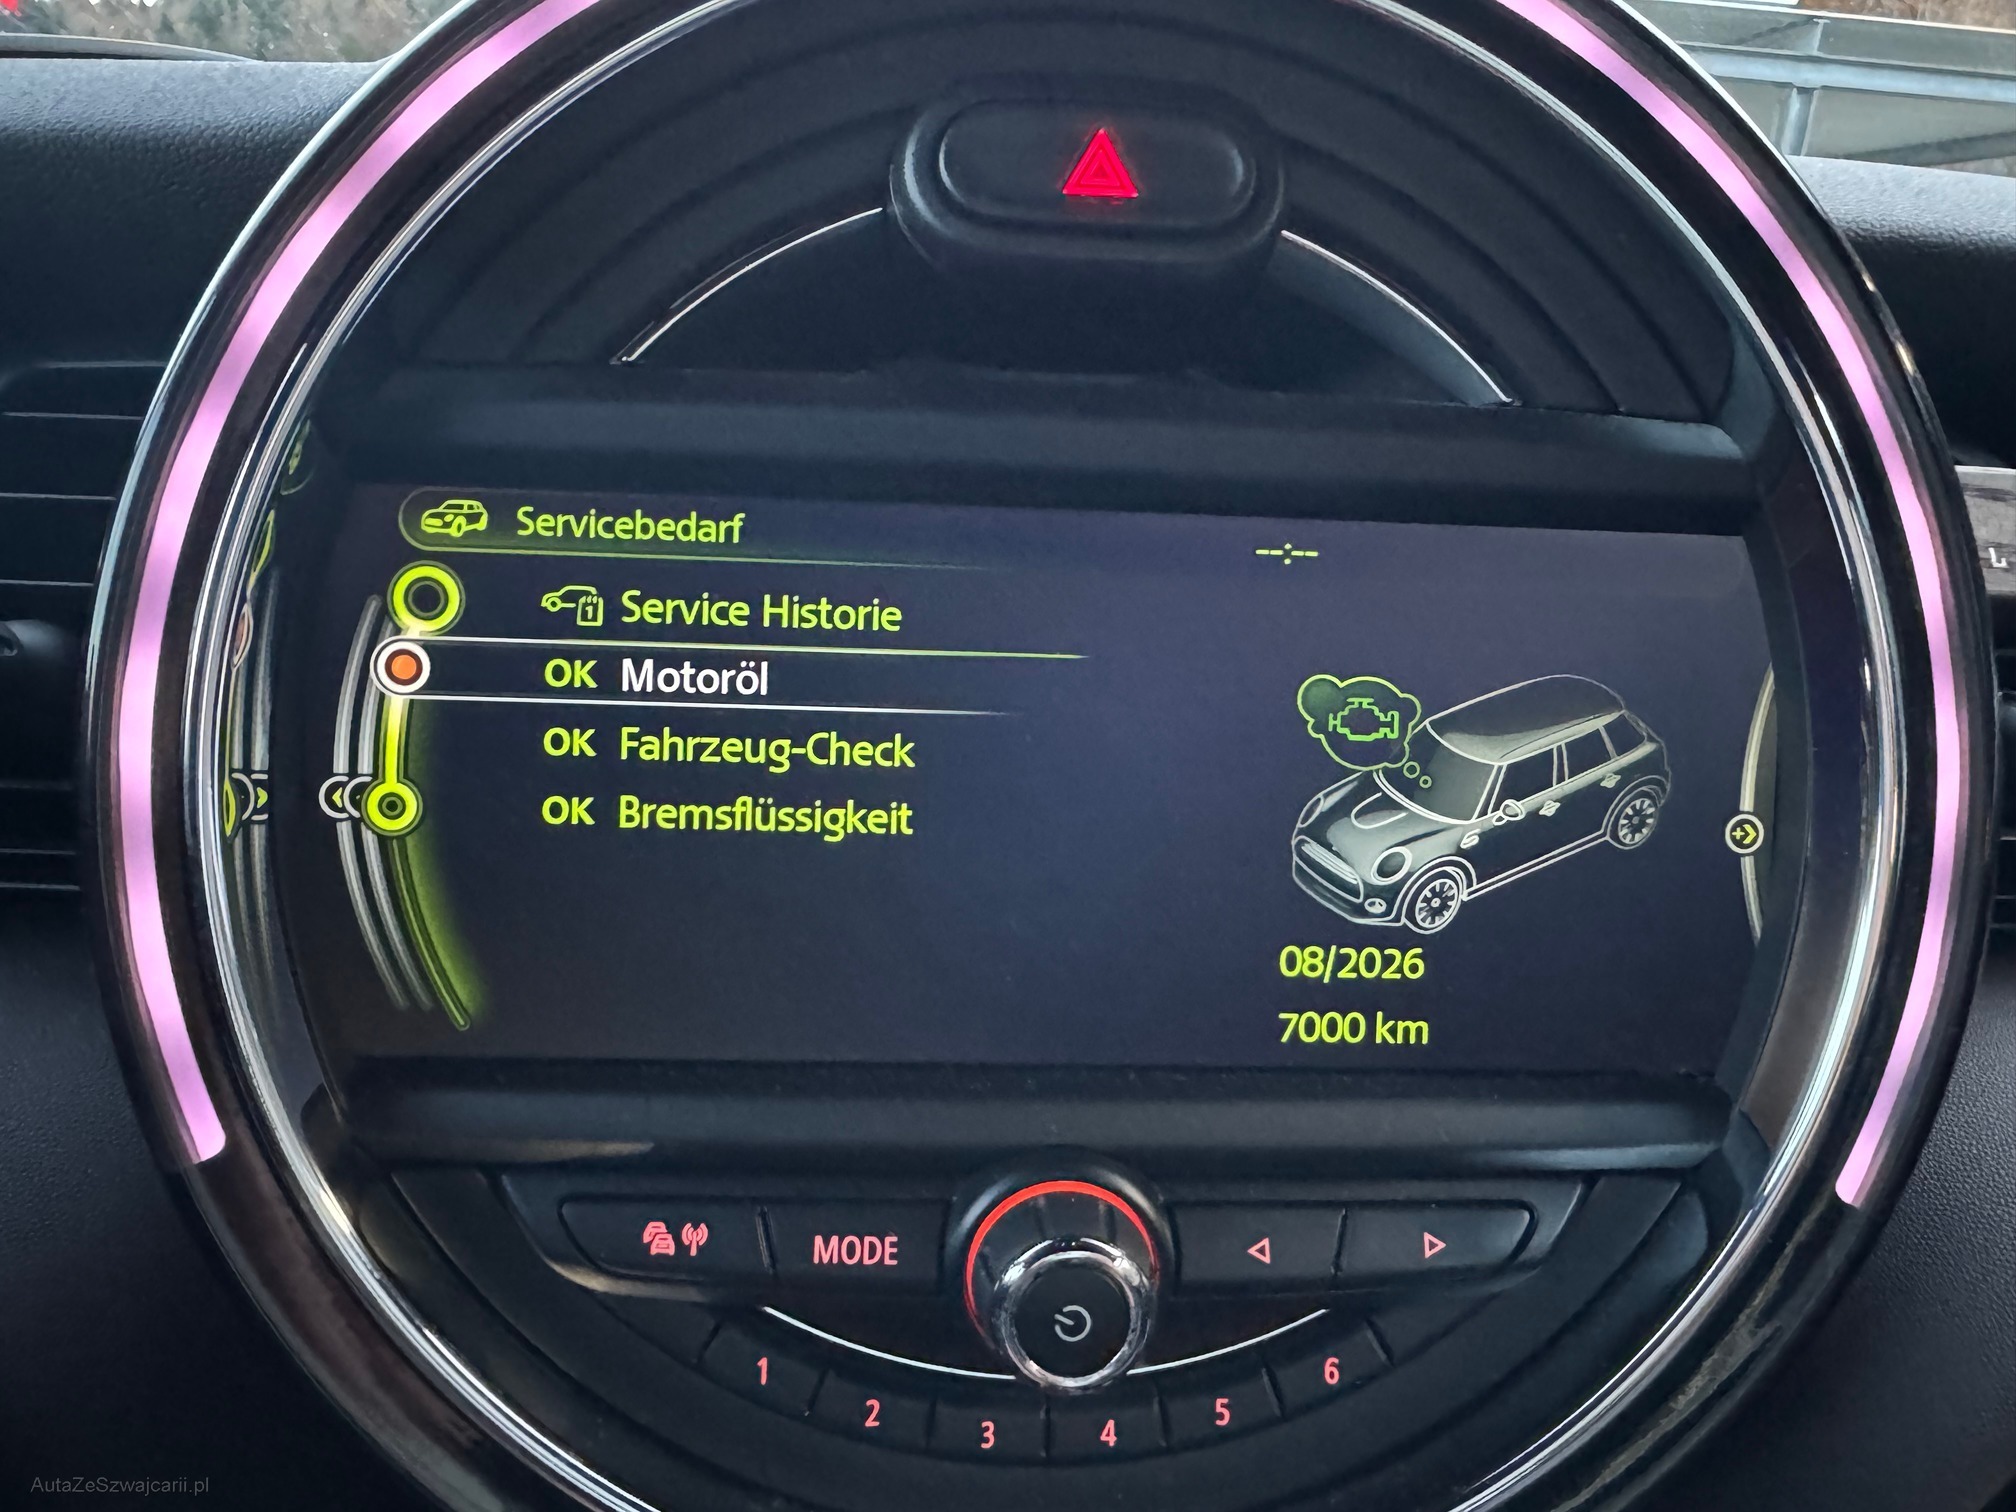 Servicebedarf
--:--
Service Historie
OK Motoröl
OK Fahrzeug-Check
OK Bremsflüssigkeit
08/2026
7000 km
MODE
1 2 3 4 5 6
AutaZeSzwajcarii.pl